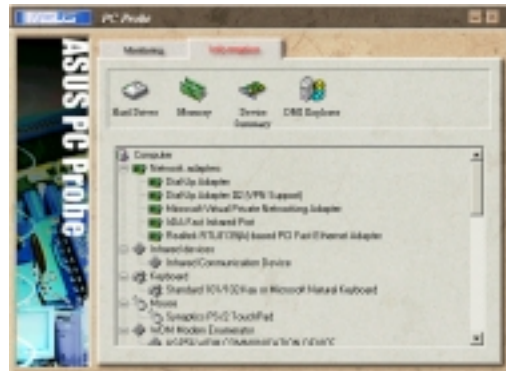 PC Probe
ASUS PC Probe
Monitoring Information
Hard Drives Memory Device Summary DMI Explorer
Computer
Network adapters
Dial-Up Adapter
Dial-Up Adapter #2 (VPN Support)
Microsoft Virtual Private Networking Adapter
Fast Infrared Port
Realtek RTL8139(A)-based PCI Fast Ethernet Adapter
Infrared devices
Infrared Communication Device
Keyboard
Standard 101/102-Key or Microsoft Natural Keyboard
Mouse
Synaptics PS/2 TouchPad
WDM Modem Enumerator
COMMUNICATION DEVICE